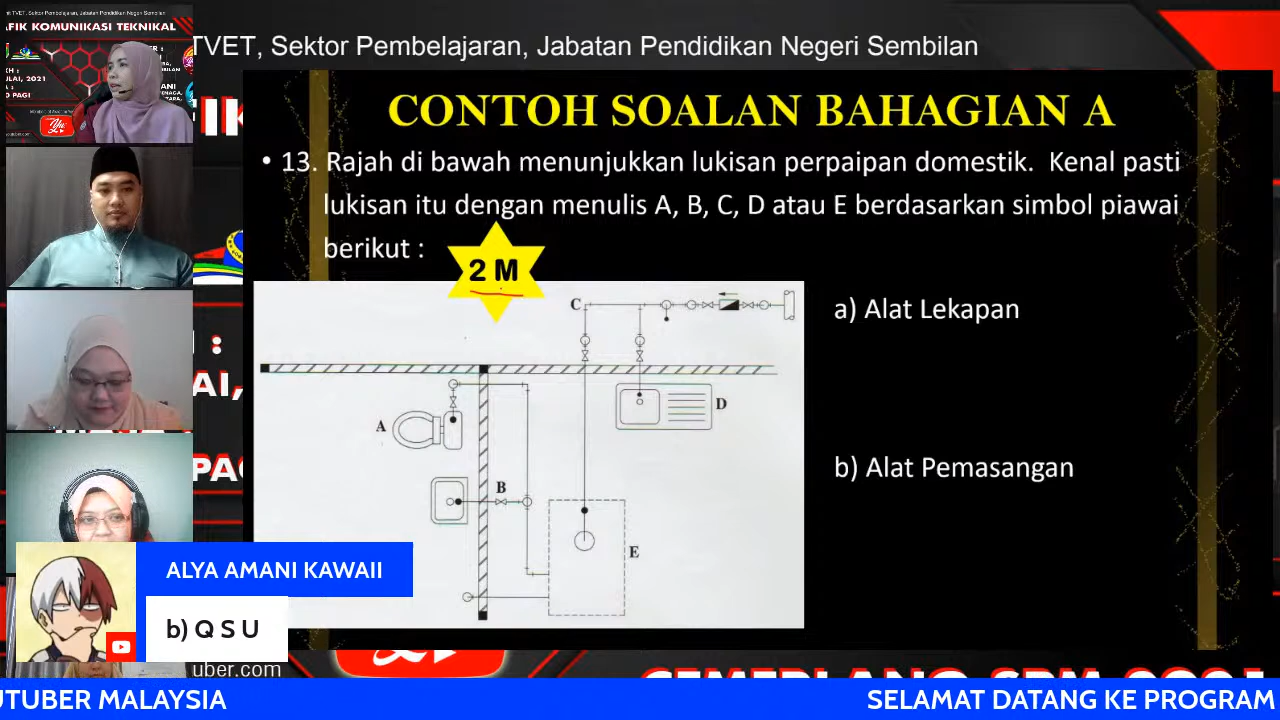 TVET, Sektor Pembelajaran, Jabatan Pendidikan Negeri Sembilan
AFIK KOMUNIKASI TEKNIKAL
CONTOH SOALAN BAHAGIAN A
• 13. Rajah di bawah menunjukkan lukisan perpaipan domestik. Kenal pasti
lukisan itu dengan menulis A, B, C, D atau E berdasarkan simbol piawai
berikut :
2 M
C
D
A
B
E
a) Alat Lekapan
b) Alat Pemasangan
ALYA AMANI KAWAII
b) Q S U
uber.com
UTUBER MALAYSIA
SELAMAT DATANG KE PROGRAM